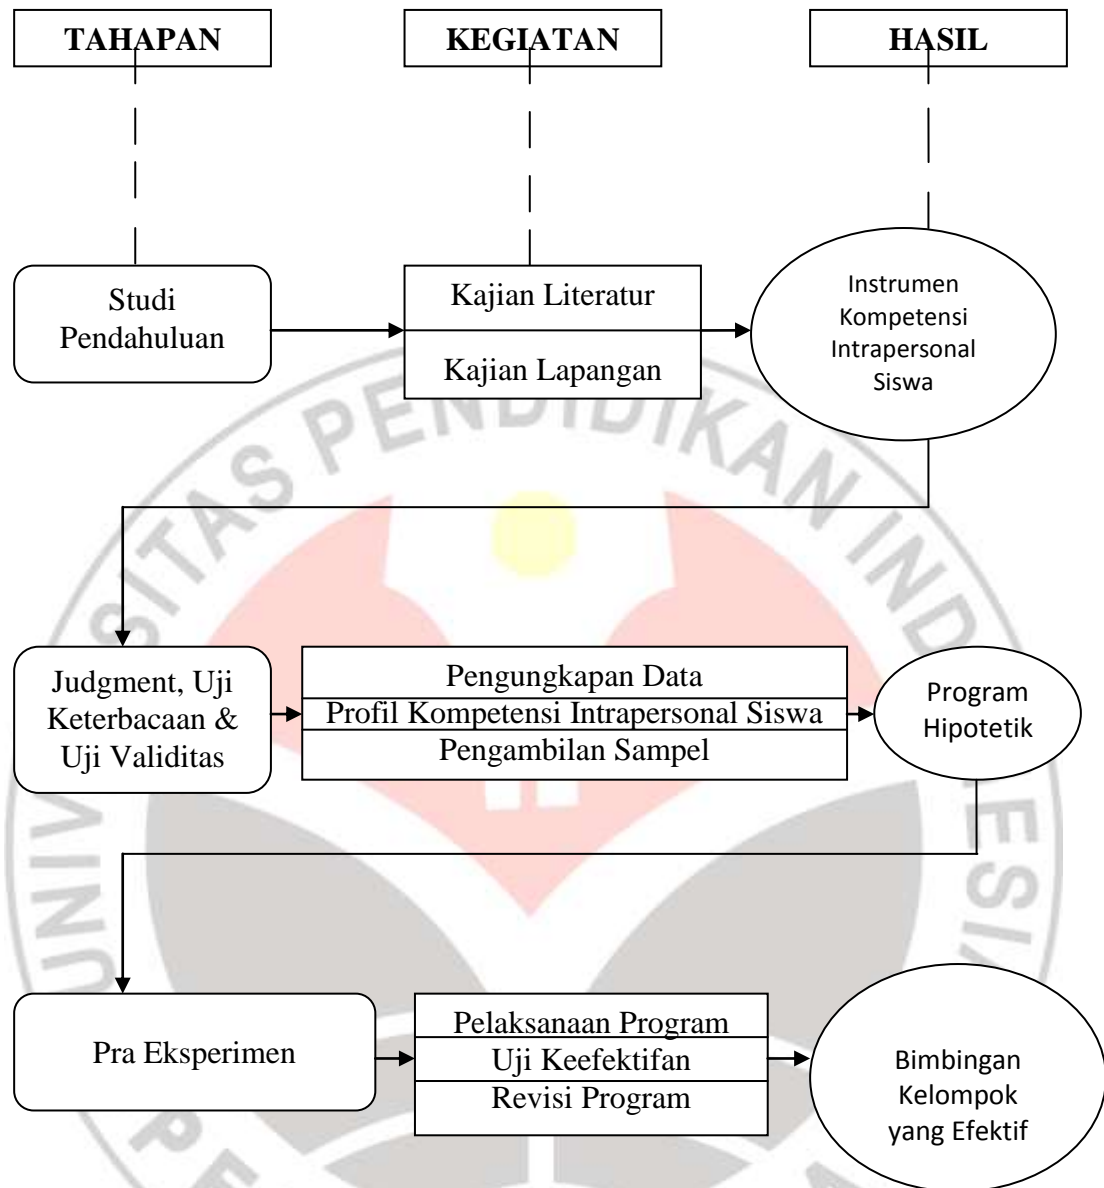 TAHAPAN
KEGIATAN
HASIL
Studi
Pendahuluan
Kajian Literatur
Kajian Lapangan
Instrumen
Kompetensi
Intrapersonal
Siswa
Judgment, Uji
Keterbacaan &
Uji Validitas
Pengungkapan Data
Profil Kompetensi Intrapersonal Siswa
Pengambilan Sampel
Program
Hipotetik
Pra Eksperimen
Pelaksanaan Program
Uji Keefektifan
Revisi Program
Bimbingan
Kelompok
yang Efektif